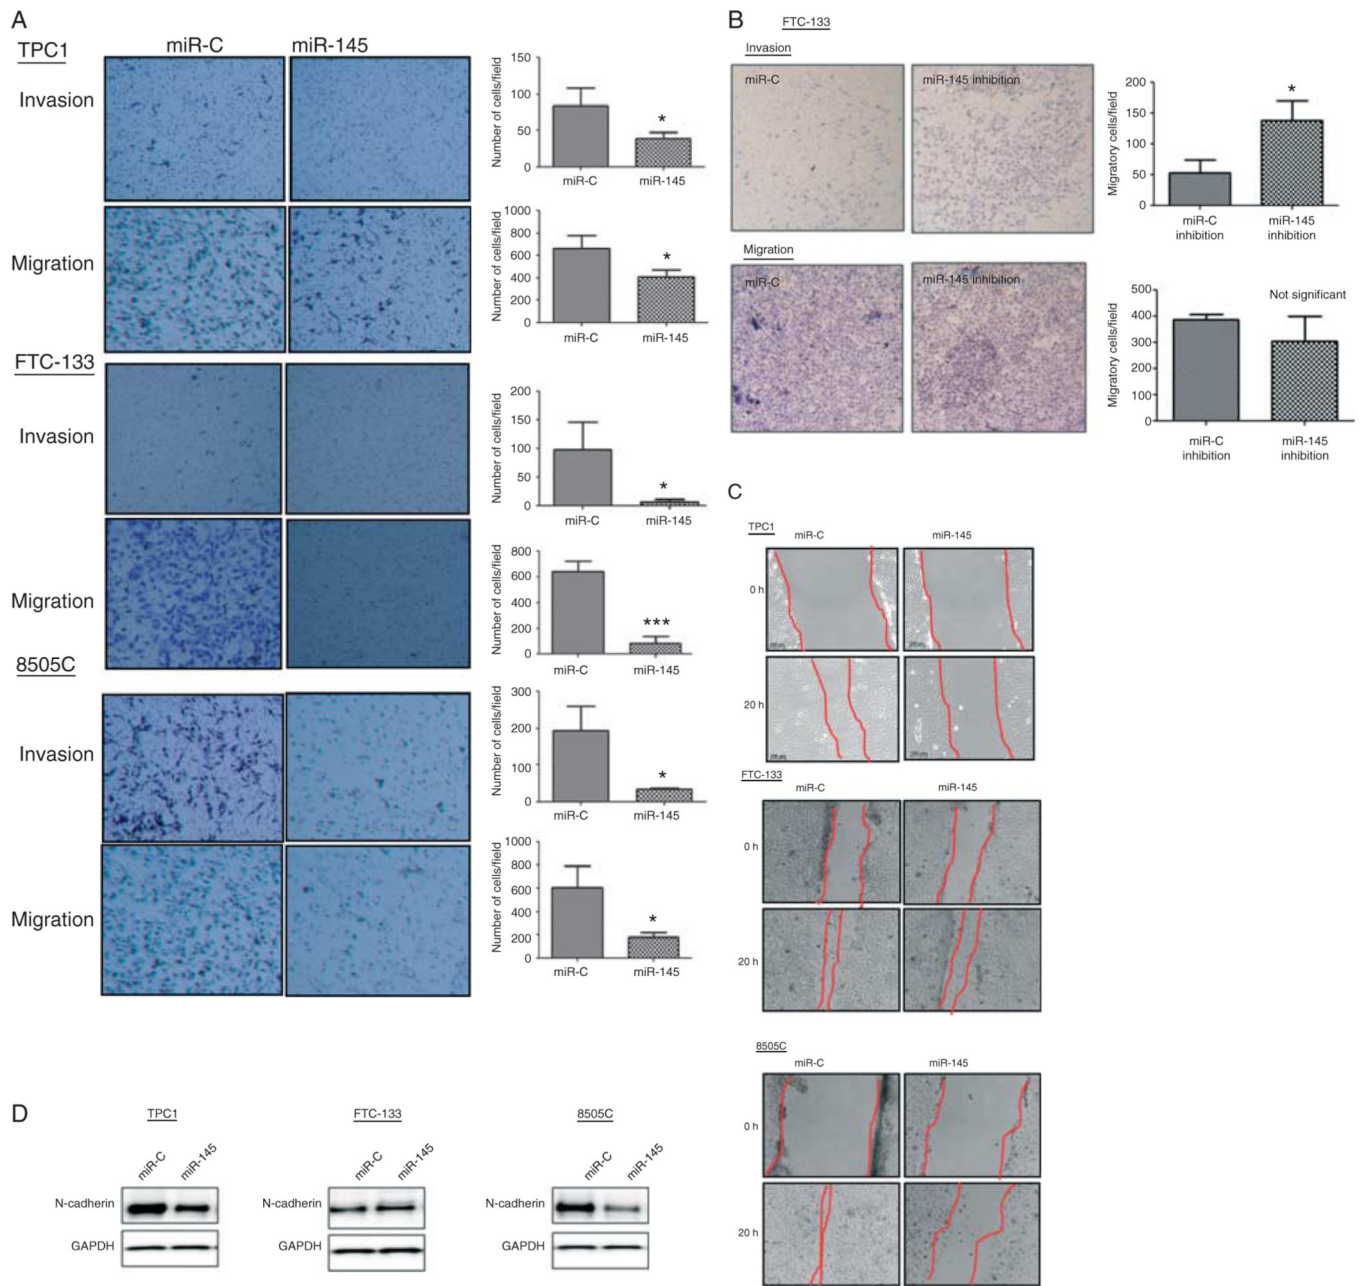 A
TPC1
miR-C
miR-145
Invasion
Number of cells/field
150
100
50
0
*
miR-C
miR-145
Migration
Number of cells/field
1000
800
600
400
200
0
*
miR-C
miR-145
FTC-133
Invasion
Number of cells/field
200
150
100
50
0
*
miR-C
miR-145
Migration
Number of cells/field
800
600
400
200
0
***
miR-C
miR-145
8505C
Invasion
Number of cells/field
300
200
100
0
*
miR-C
miR-145
Migration
Number of cells/field
1000
800
600
400
200
0
*
miR-C
miR-145
B
FTC-133
Invasion
miR-C
miR-145 inhibition
Migratory cells/field
200
150
100
50
0
*
miR-C inhibition
miR-145 inhibition
Migration
miR-C
miR-145 inhibition
Migratory cells/field
500
400
300
200
100
0
Not significant
miR-C inhibition
miR-145 inhibition
C
TPC1
miR-C
miR-145
0 h
20 h
FTC-133
miR-C
miR-145
0 h
20 h
8505C
miR-C
miR-145
0 h
20 h
D
TPC1
miR-C
miR-145
N-cadherin
GAPDH
FTC-133
miR-C
miR-145
N-cadherin
GAPDH
8505C
miR-C
miR-145
N-cadherin
GAPDH